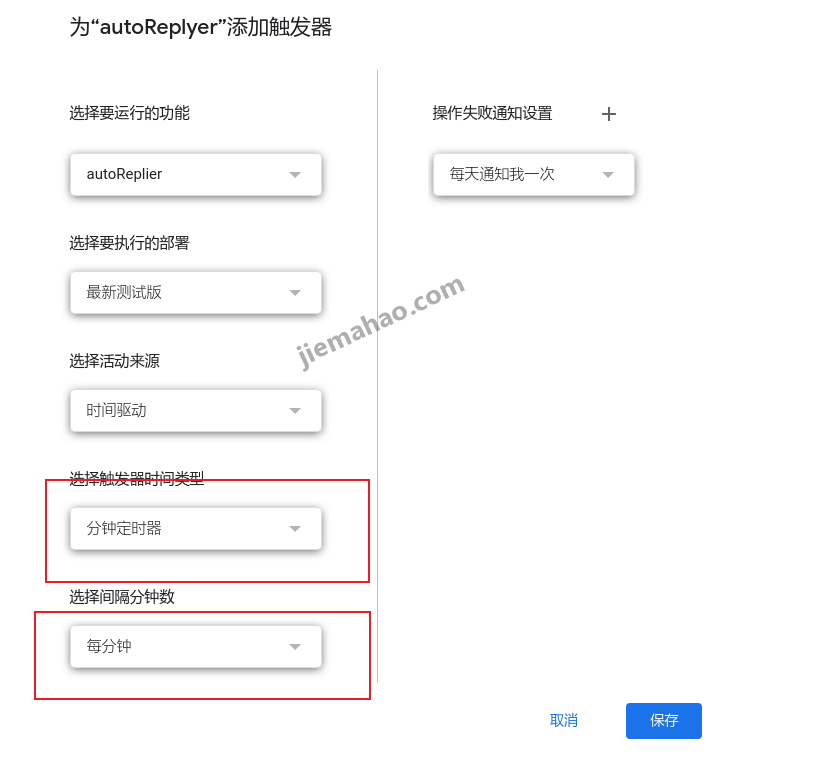 为“autoReplyer”添加触发器
选择要运行的功能
autoReplier
选择要执行的部署
最新测试版
选择活动来源
时间驱动
选择触发器时间类型
分钟定时器
选择间隔分钟数
每分钟
操作失败通知设置
每天通知我一次
jiemahao.com
取消
保存